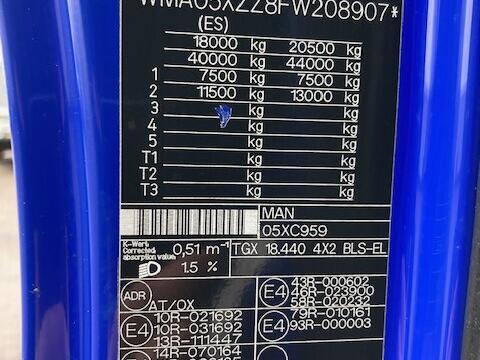 WMA05XZZ8FW208907*
(ES)
18000 kg 20500 kg
40000 kg 44000 kg
1 7500 kg 7500 kg
2 11500 kg 13000 kg
3 kg kg
4 kg kg
5 kg kg
T1 kg kg
T2 kg kg
T3 kg kg
MAN
05XC959
K-Wert. Corrected absorption value 0,51 m⁻¹ TGX 18.440 4X2 BLS-EL
1.5 %
ADR AT/OX
E4 10R-021692
10R-031692
13R-111447
14R-070164
E4 43R-000602
56R-023900
58R-020232
E4 79R-010161
93R-000003